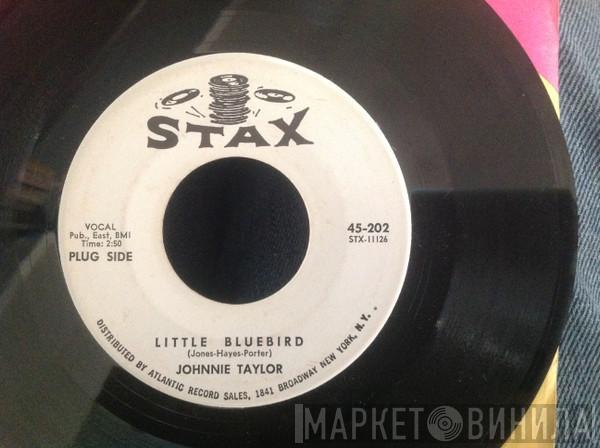 STAX
VOCAL
Pub., East, BMI
Time: 2:50
PLUG SIDE
45-202
STX-11126
LITTLE BLUEBIRD
(Jones-Hayes-Porter)
JOHNNIE TAYLOR
DISTRIBUTED BY ATLANTIC RECORD SALES, 1841 BROADWAY NEW YORK, N.Y.
МАРКЕТ ВИНИЛА